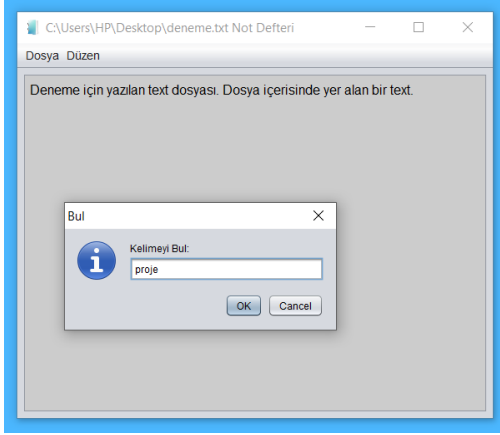 C:\Users\HP\Desktop\deneme.txt Not Defteri
Dosya Düzen
Deneme için yazılan text dosyası. Dosya içerisinde yer alan bir text.
Bul
Kelimeyi Bul:
proje
OK Cancel